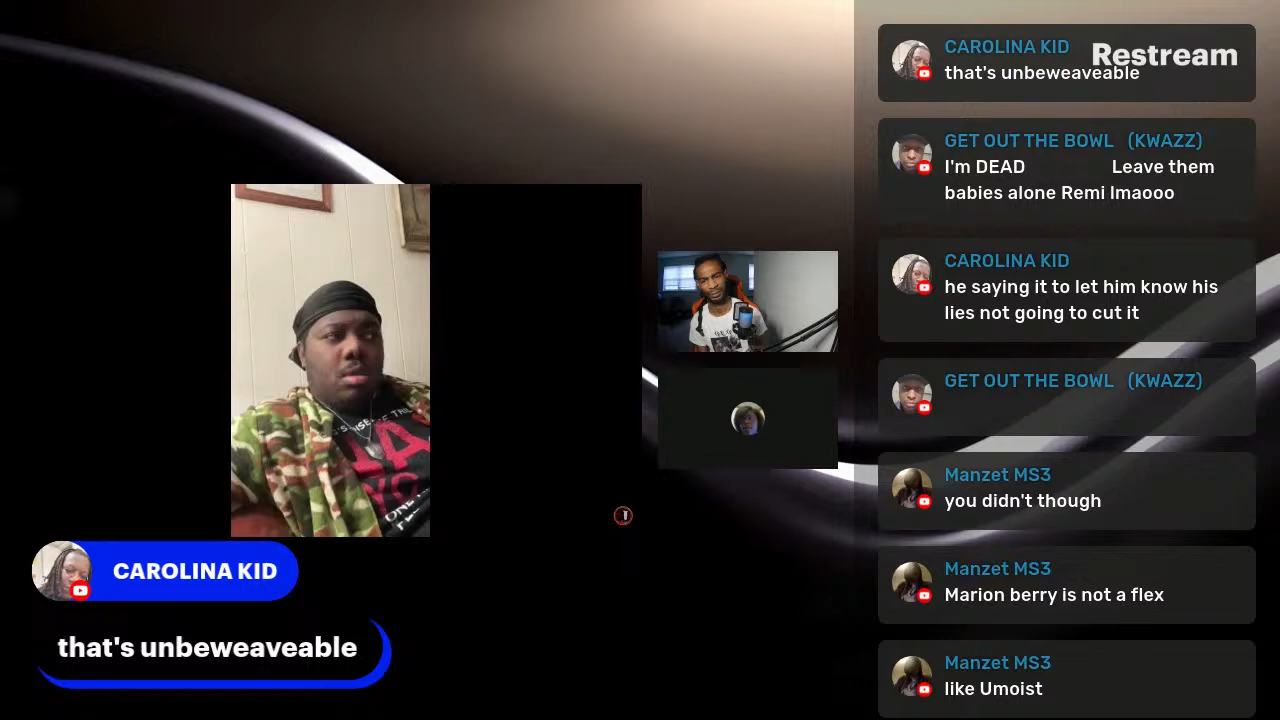 CAROLINA KID
that's unbeweaveable
Restream
GET OUT THE BOWL (KWAZZ)
I'm DEAD Leave them
babies alone Remi lmaooo
CAROLINA KID
he saying it to let him know his
lies not going to cut it
GET OUT THE BOWL (KWAZZ)
Manzet MS3
you didn't though
Manzet MS3
Marion berry is not a flex
Manzet MS3
like Umoist
CAROLINA KID
that's unbeweaveable